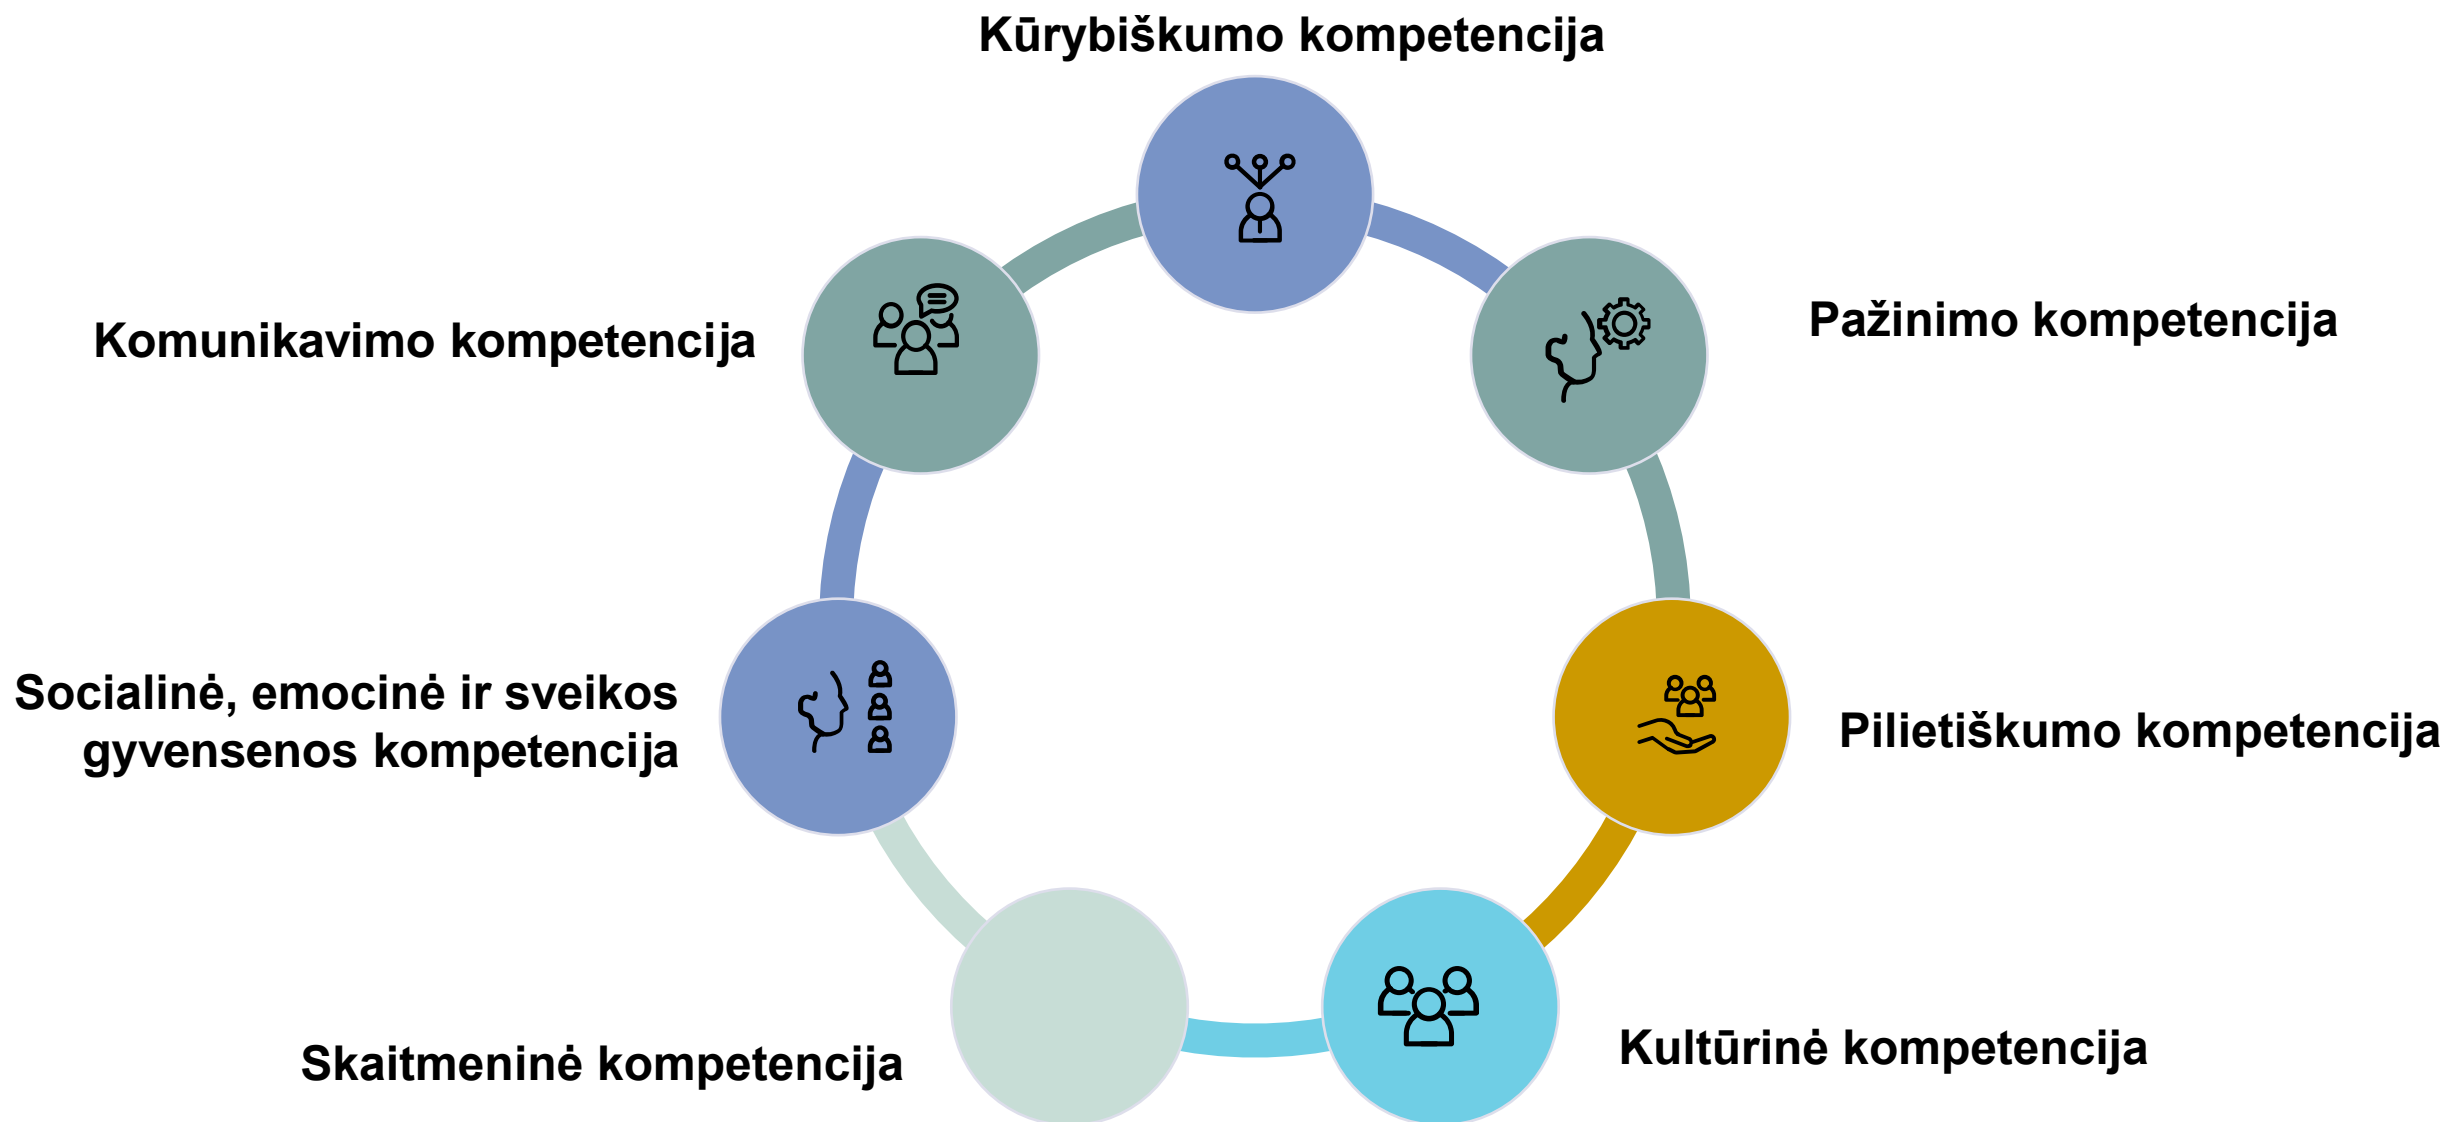 Kūrybiškumo kompetencija
Pažinimo kompetencija
Komunikavimo kompetencija
Socialinė, emocinė ir sveikos
gyvensenos kompetencija
Pilietiškumo kompetencija
Kultūrinė kompetencija
Skaitmeninė kompetencija